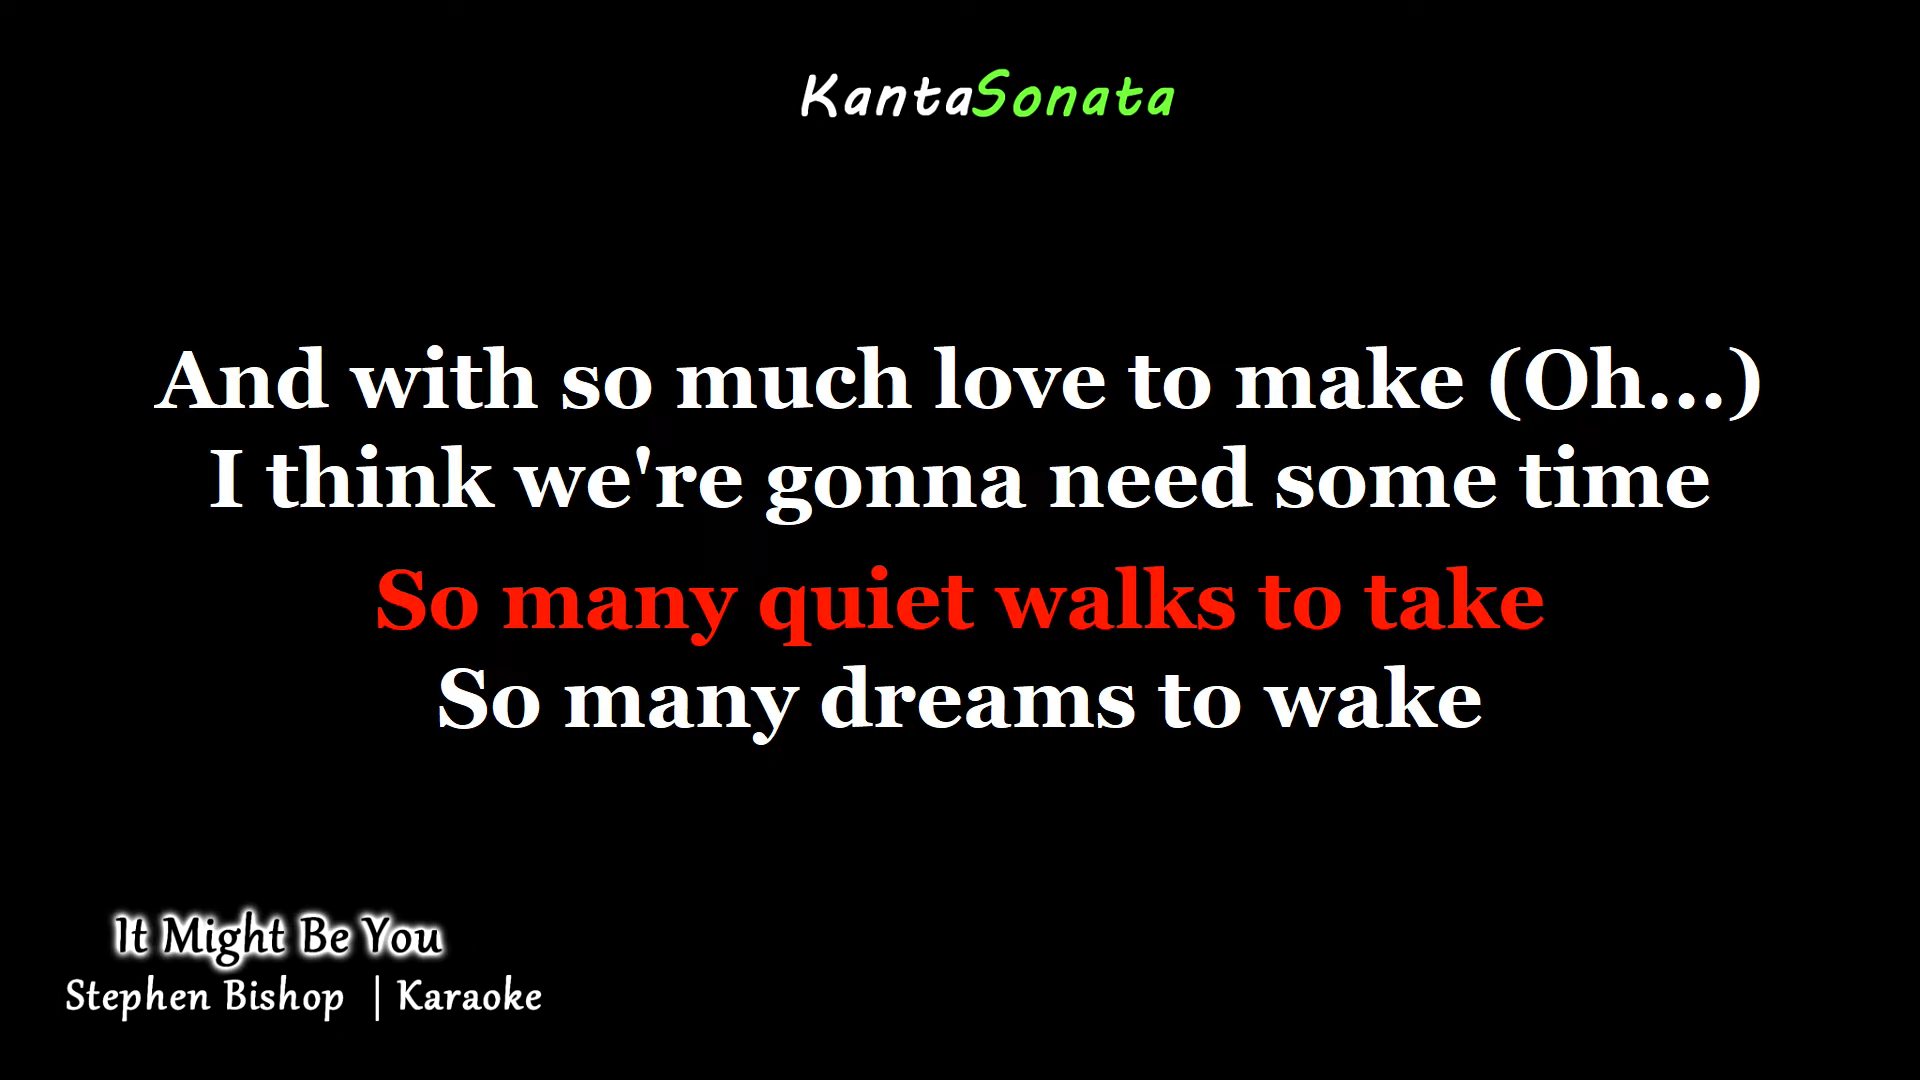 KantaSonata
And with so much love to make (Oh...)
I think we're gonna need some time
So many quiet walks to take
So many dreams to wake
It Might Be You
Stephen Bishop | Karaoke